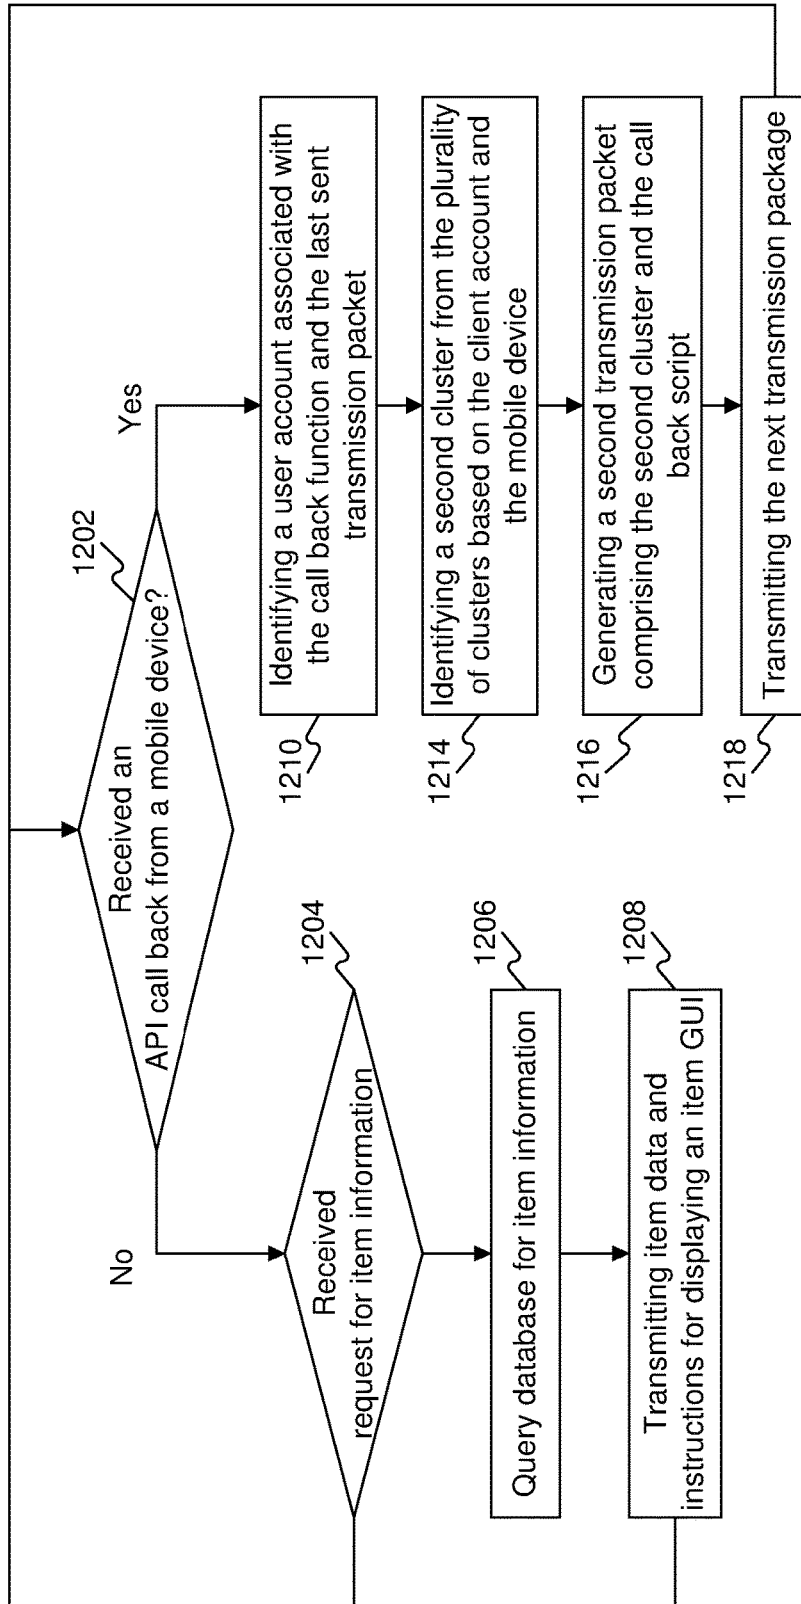 Received an
API call back from a mobile device?
1202
No
Yes
Received
request for item information
1204
Query database for item information
1206
Transmitting item data and
instructions for displaying an item GUI
1208
Identifying a user account associated with
the call back function and the last sent
transmission packet
1210
Identifying a second cluster from the plurality
of clusters based on the client account and
the mobile device
1214
Generating a second transmission packet
comprising the second cluster and the call
back script
1216
Transmitting the next transmission package
1218